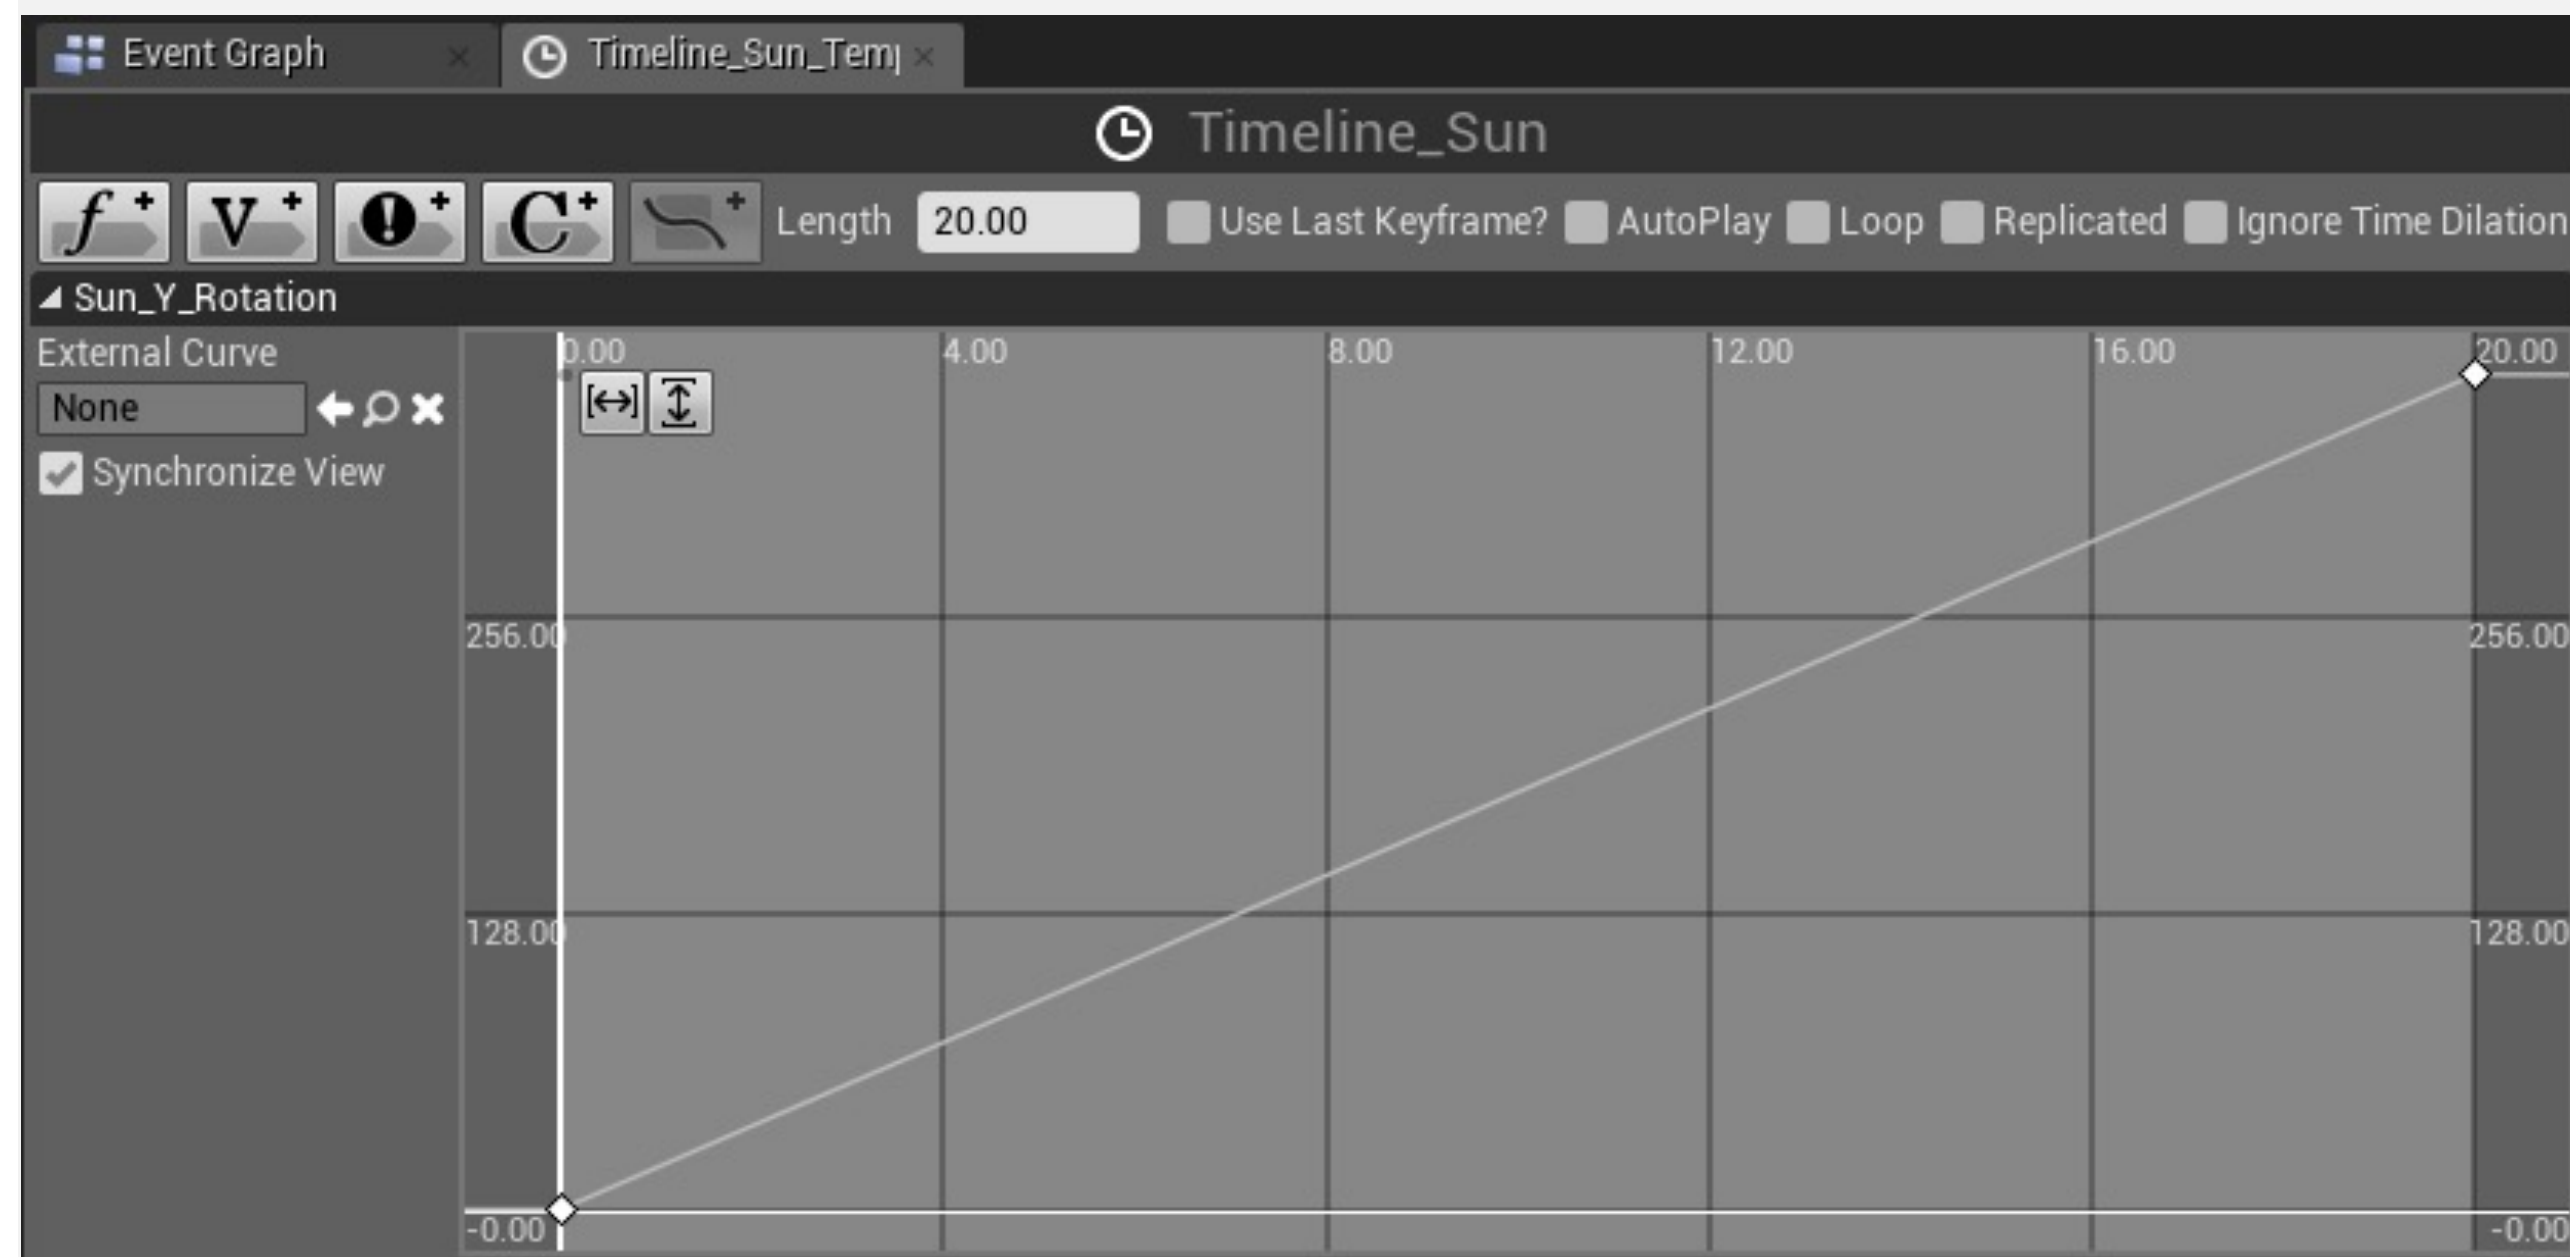 Event Graph
Timeline_Sun_Temp
Timeline_Sun
f V ! C Length 20.00 Use Last Keyframe? AutoPlay Loop Replicated Ignore Time Dilation
Sun_Y_Rotation
External Curve
None
Synchronize View
0.00 4.00 8.00 12.00 16.00 20.00
256.00 256.00
128.00 128.00
-0.00 -0.00